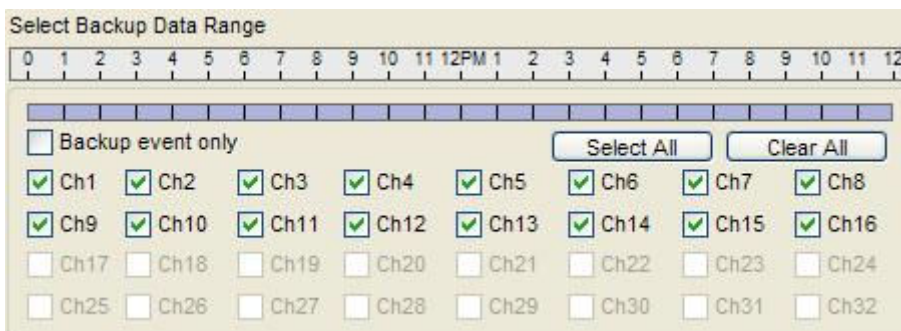 Select Backup Data Range
0 1 2 3 4 5 6 7 8 9 10 11 12PM 1 2 3 4 5 6 7 8 9 10 11 12
Backup event only Select All Clear All
Ch1 Ch2 Ch3 Ch4 Ch5 Ch6 Ch7 Ch8
Ch9 Ch10 Ch11 Ch12 Ch13 Ch14 Ch15 Ch16
Ch17 Ch18 Ch19 Ch20 Ch21 Ch22 Ch23 Ch24
Ch25 Ch26 Ch27 Ch28 Ch29 Ch30 Ch31 Ch32